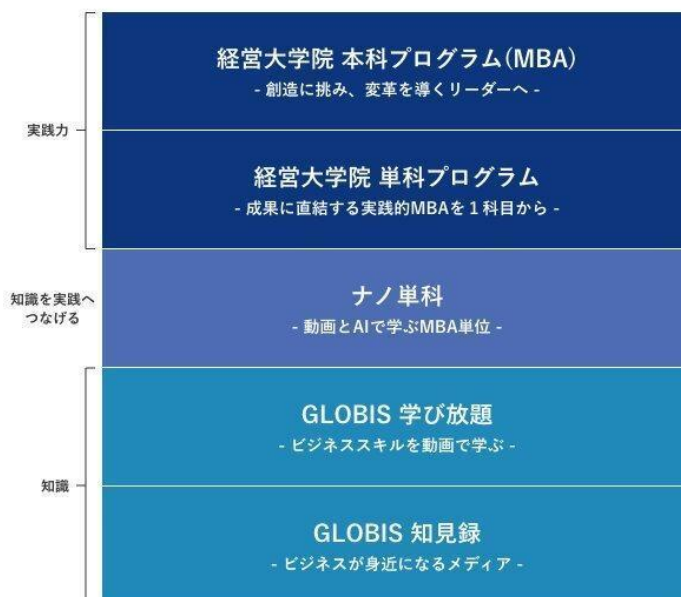 経営大学院 本科プログラム(MBA)
- 創造に挑み、変革を導くリーダーへ -
実践力
経営大学院 単科プログラム
- 成果に直結する実践的MBAを1科目から -
知識を実践へ
つなげる
ナノ単科
- 動画とAIで学ぶMBA単位 -
GLOBIS 学び放題
- ビジネススキルを動画で学ぶ -
知識
GLOBIS 知見録
- ビジネスが身近になるメディア -